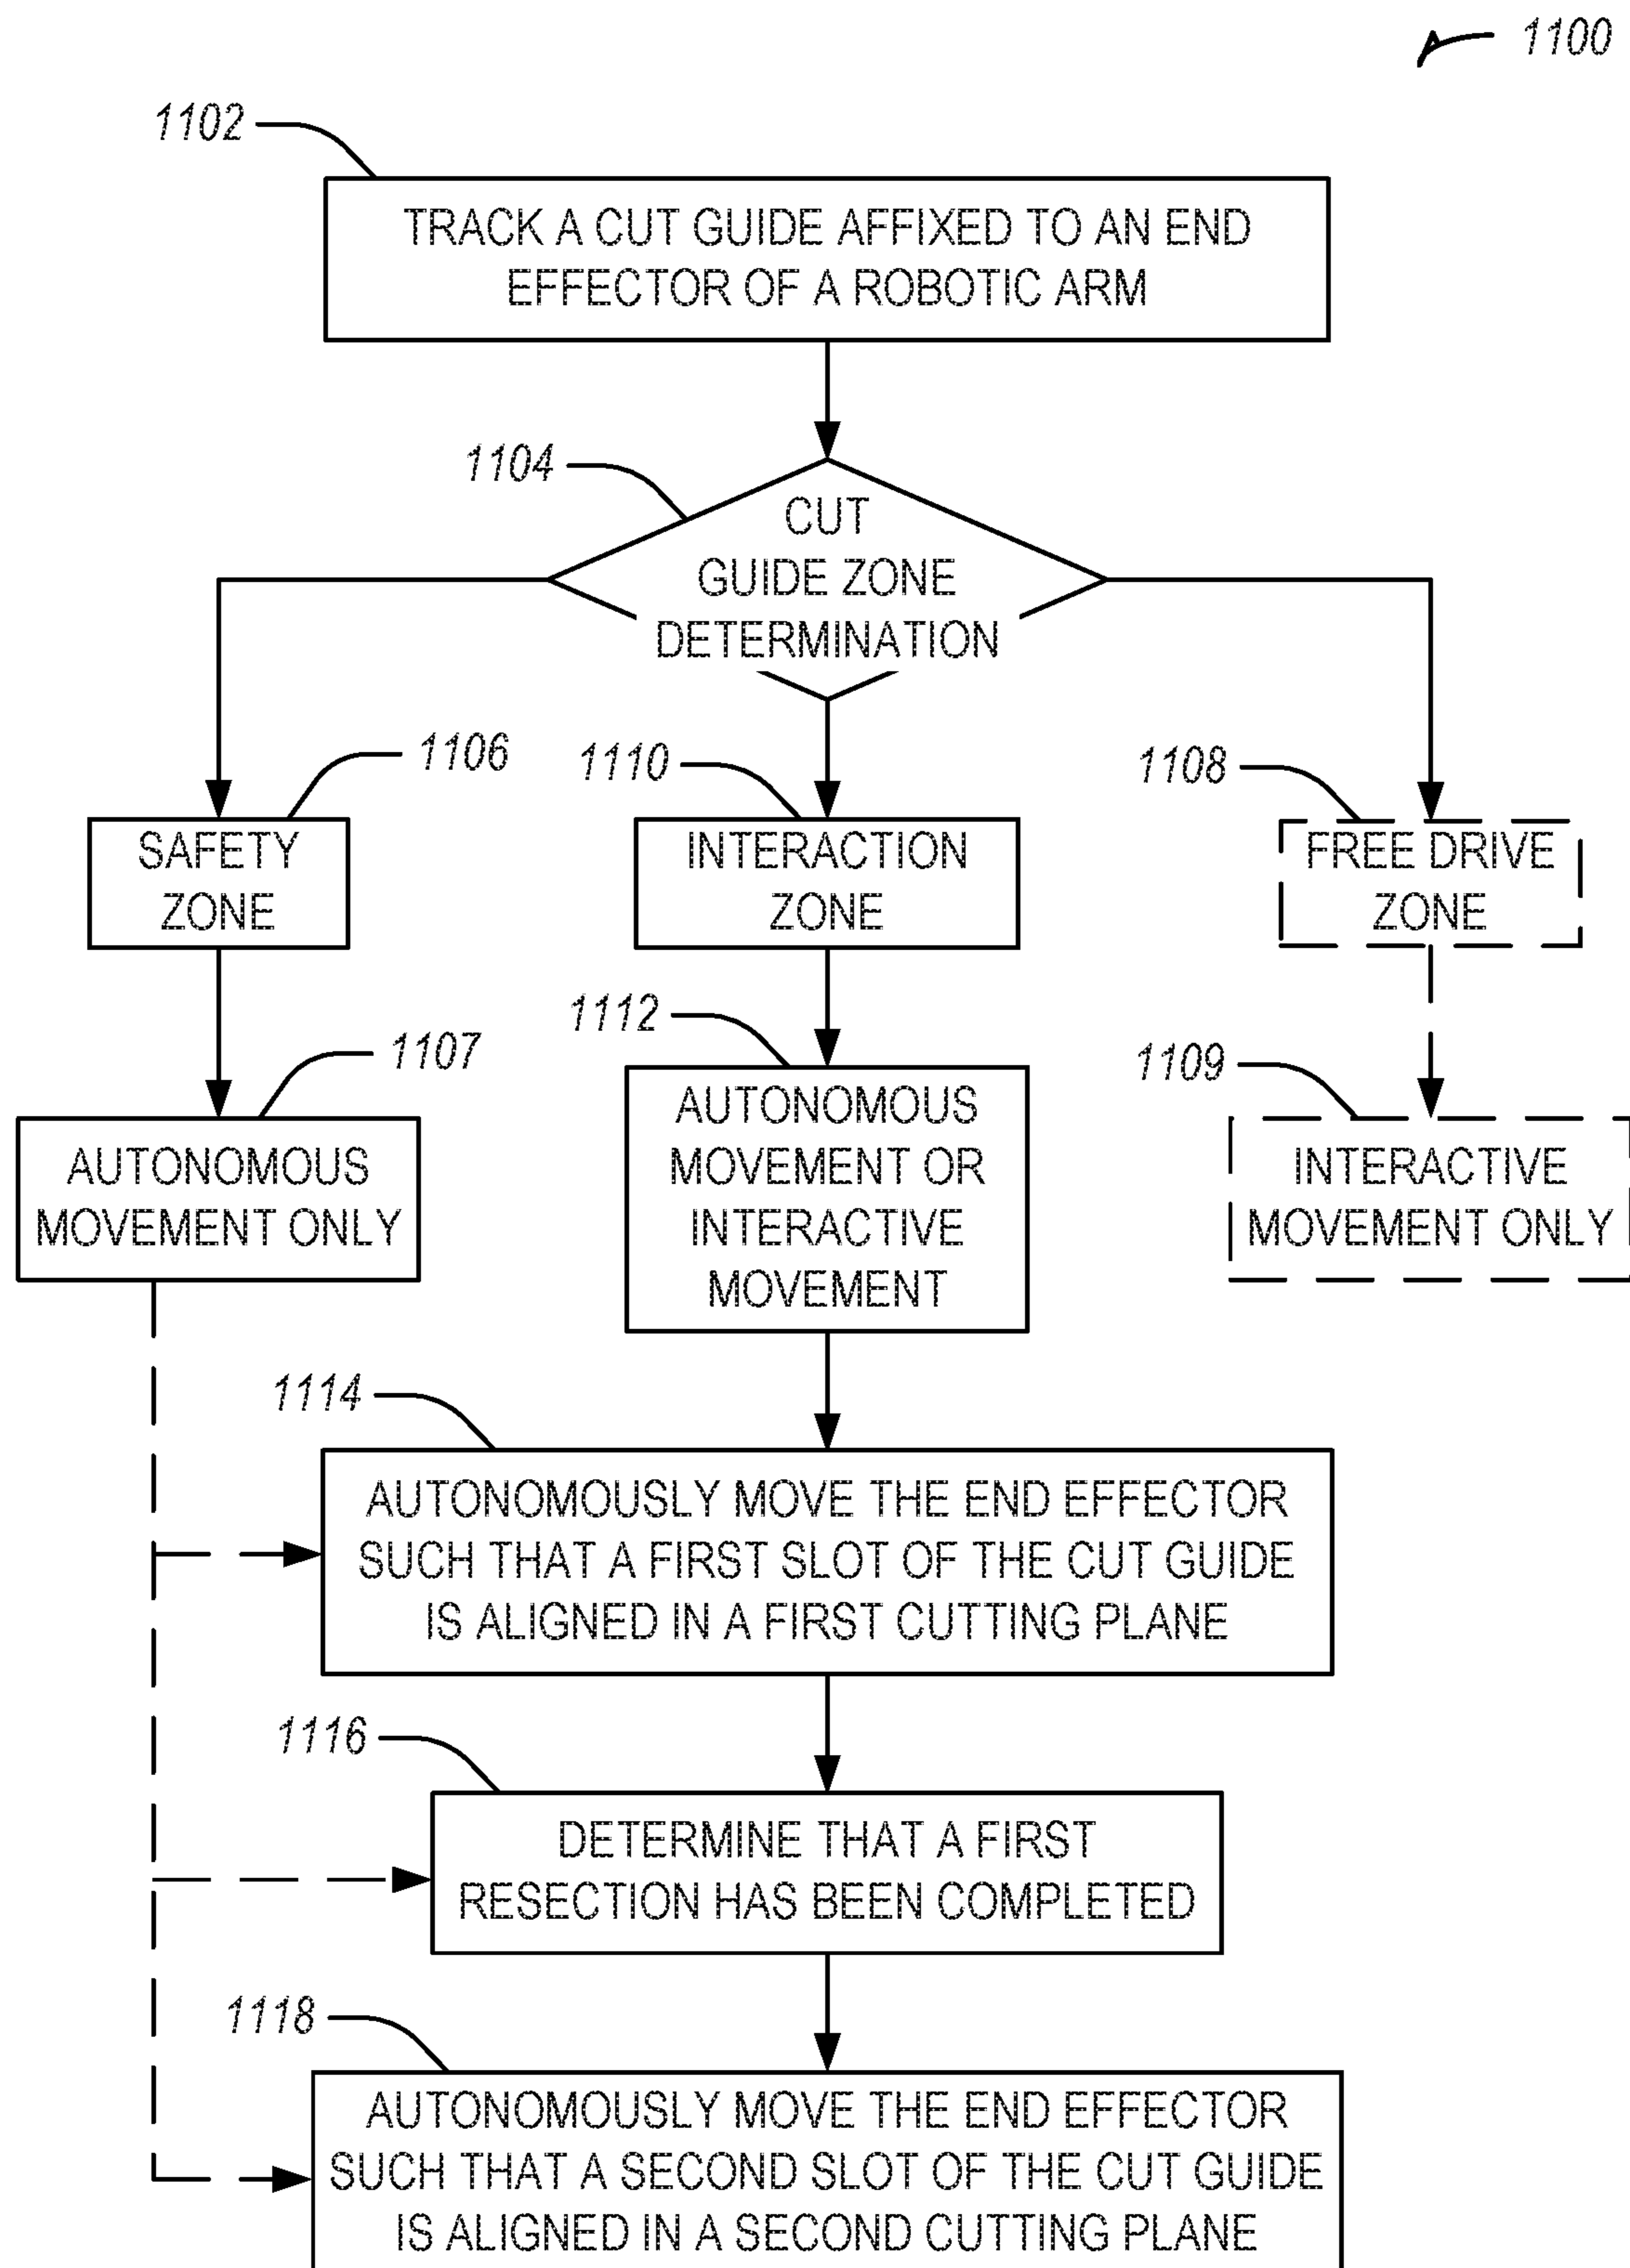 1100
1102
TRACK A CUT GUIDE AFFIXED TO AN END
EFFECTOR OF A ROBOTIC ARM
1104
CUT
GUIDE ZONE
DETERMINATION
1106
1110
1108
SAFETY
ZONE
INTERACTION
ZONE
FREE DRIVE
ZONE
1107
1112
1109
AUTONOMOUS
MOVEMENT ONLY
AUTONOMOUS
MOVEMENT OR
INTERACTIVE
MOVEMENT
INTERACTIVE
MOVEMENT ONLY
1114
AUTONOMOUSLY MOVE THE END EFFECTOR
SUCH THAT A FIRST SLOT OF THE CUT GUIDE
IS ALIGNED IN A FIRST CUTTING PLANE
1116
DETERMINE THAT A FIRST
RESECTION HAS BEEN COMPLETED
1118
AUTONOMOUSLY MOVE THE END EFFECTOR
SUCH THAT A SECOND SLOT OF THE CUT GUIDE
IS ALIGNED IN A SECOND CUTTING PLANE